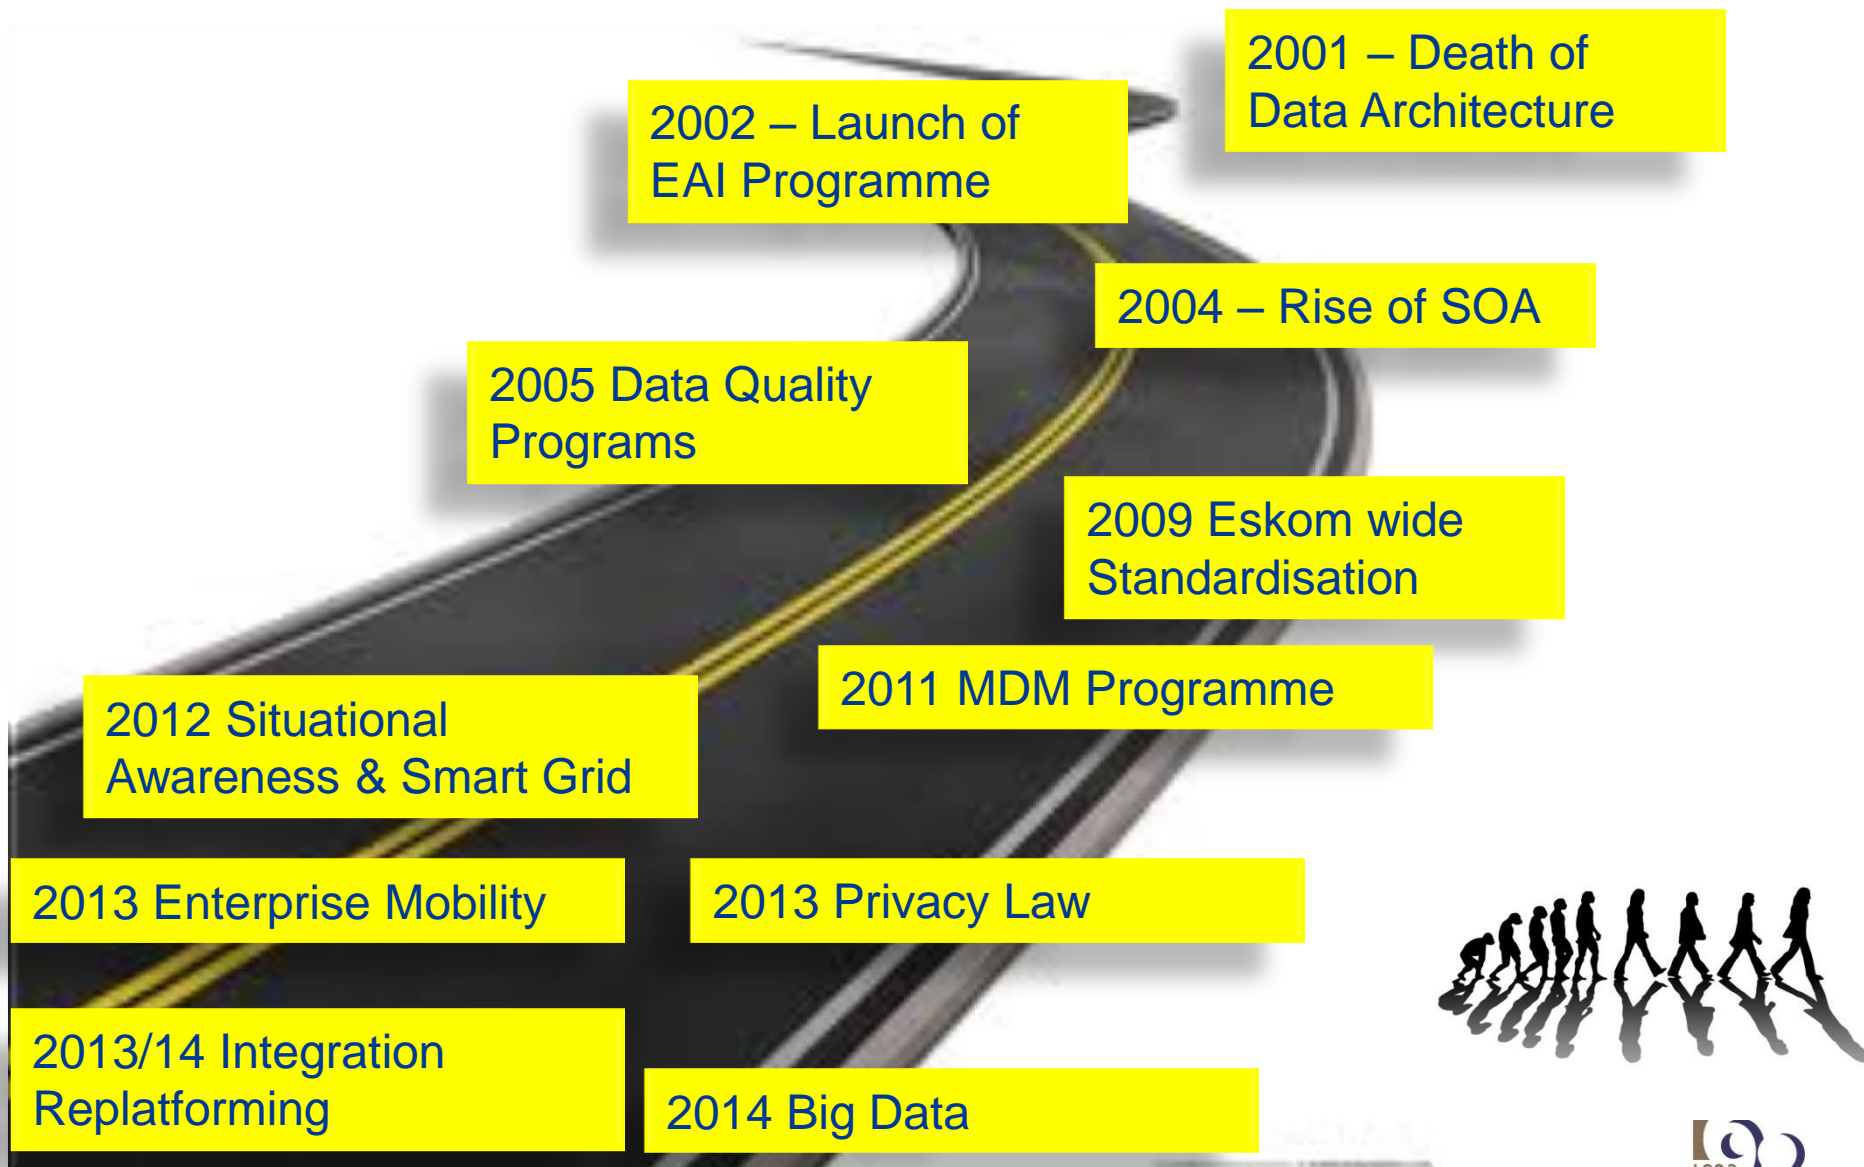 2001 – Death of
Data Architecture
2002 – Launch of
EAI Programme
2004 – Rise of SOA
2005 Data Quality
Programs
2009 Eskom wide
Standardisation
2011 MDM Programme
2012 Situational
Awareness & Smart Grid
2013 Enterprise Mobility
2013 Privacy Law
2013/14 Integration
Replatforming
2014 Big Data